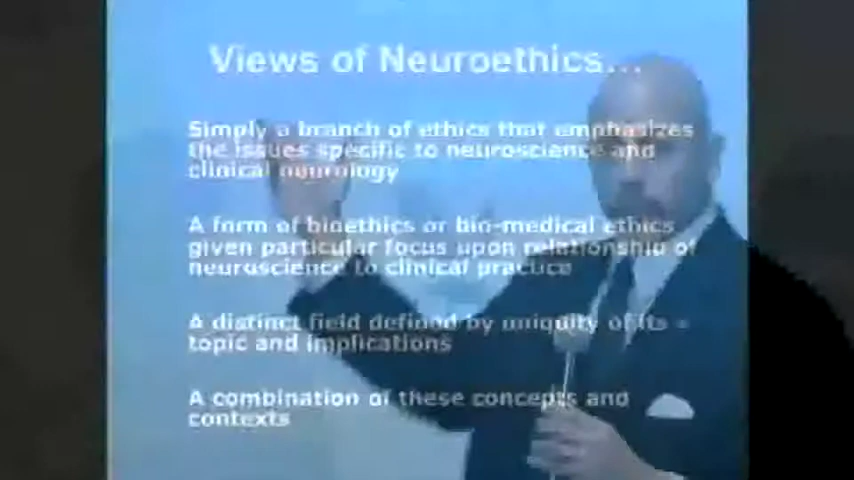 Views of Neuroethics...
Simply a branch of ethics that emphasizes
the issues specific to neuroscience and
clinical neurology
A form of bioethics or bio-medical ethics
given particular focus upon relationship of
neuroscience to clinical practice
A distinct field defined by uniquity of its -
topic and implications
A combination of these concepts and
contexts